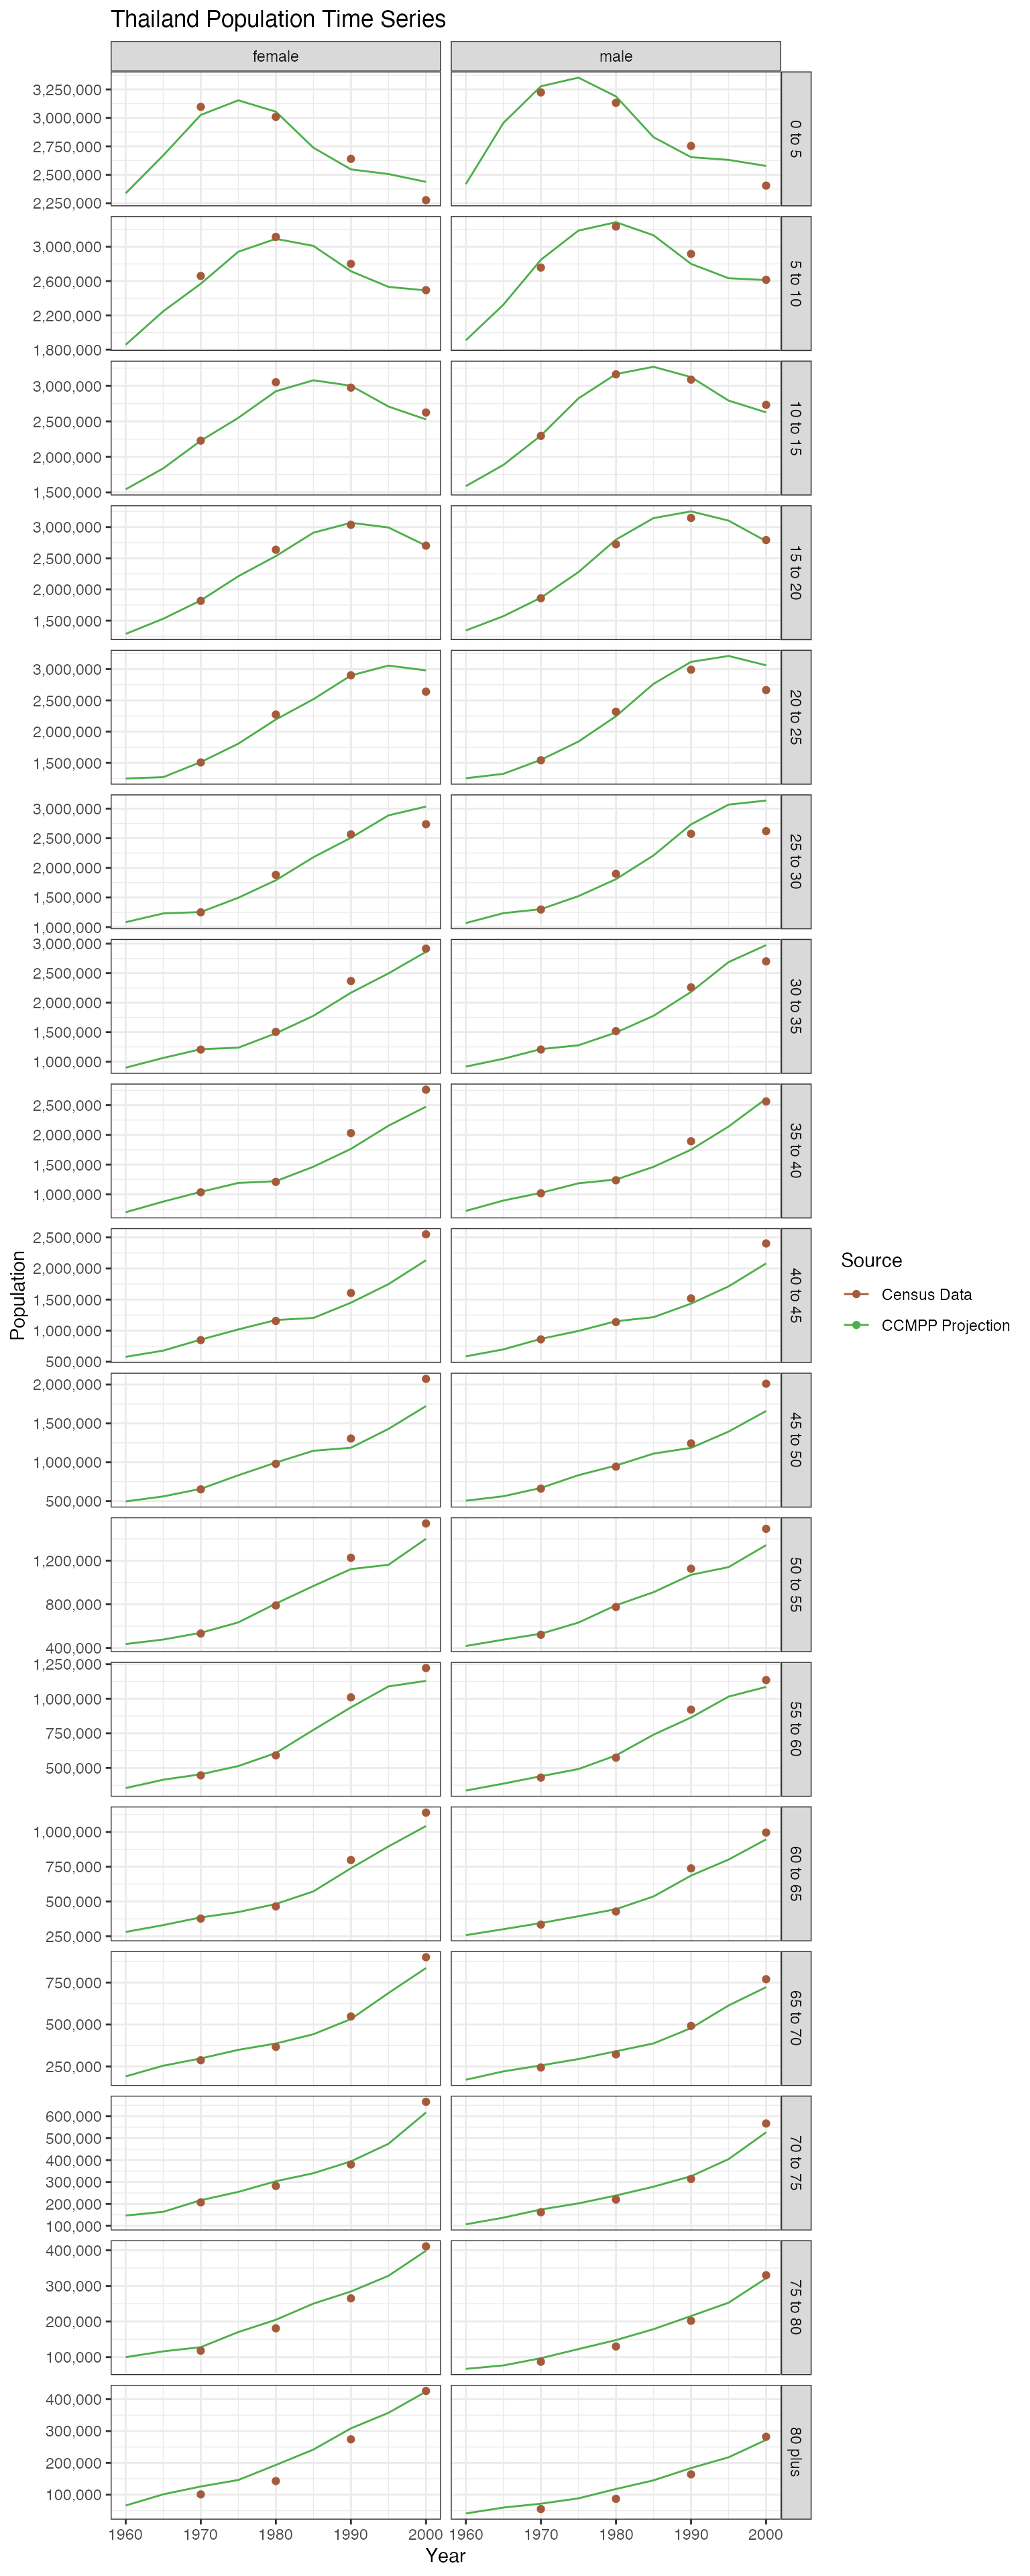 Thailand Population Time Series
female
male
3,250,000
3,000,000
2,750,000
2,500,000
2,250,000
0 to 5
3,000,000
2,600,000
2,200,000
1,800,000
5 to 10
3,000,000
2,500,000
2,000,000
1,500,000
10 to 15
3,000,000
2,500,000
2,000,000
1,500,000
15 to 20
3,000,000
2,500,000
2,000,000
1,500,000
20 to 25
3,000,000
2,500,000
2,000,000
1,500,000
1,000,000
25 to 30
3,000,000
2,500,000
2,000,000
1,500,000
1,000,000
30 to 35
2,500,000
2,000,000
1,500,000
1,000,000
35 to 40
2,500,000
2,000,000
1,500,000
1,000,000
500,000
40 to 45
2,000,000
1,500,000
1,000,000
500,000
45 to 50
1,200,000
800,000
400,000
50 to 55
1,250,000
1,000,000
750,000
500,000
55 to 60
1,000,000
750,000
500,000
250,000
60 to 65
750,000
500,000
250,000
65 to 70
600,000
500,000
400,000
300,000
200,000
100,000
70 to 75
400,000
300,000
200,000
100,000
75 to 80
400,000
300,000
200,000
100,000
80 plus
1960 1970 1980 1990 2000
1960 1970 1980 1990 2000
Year
Population
Source
Census Data
CCMPP Projection